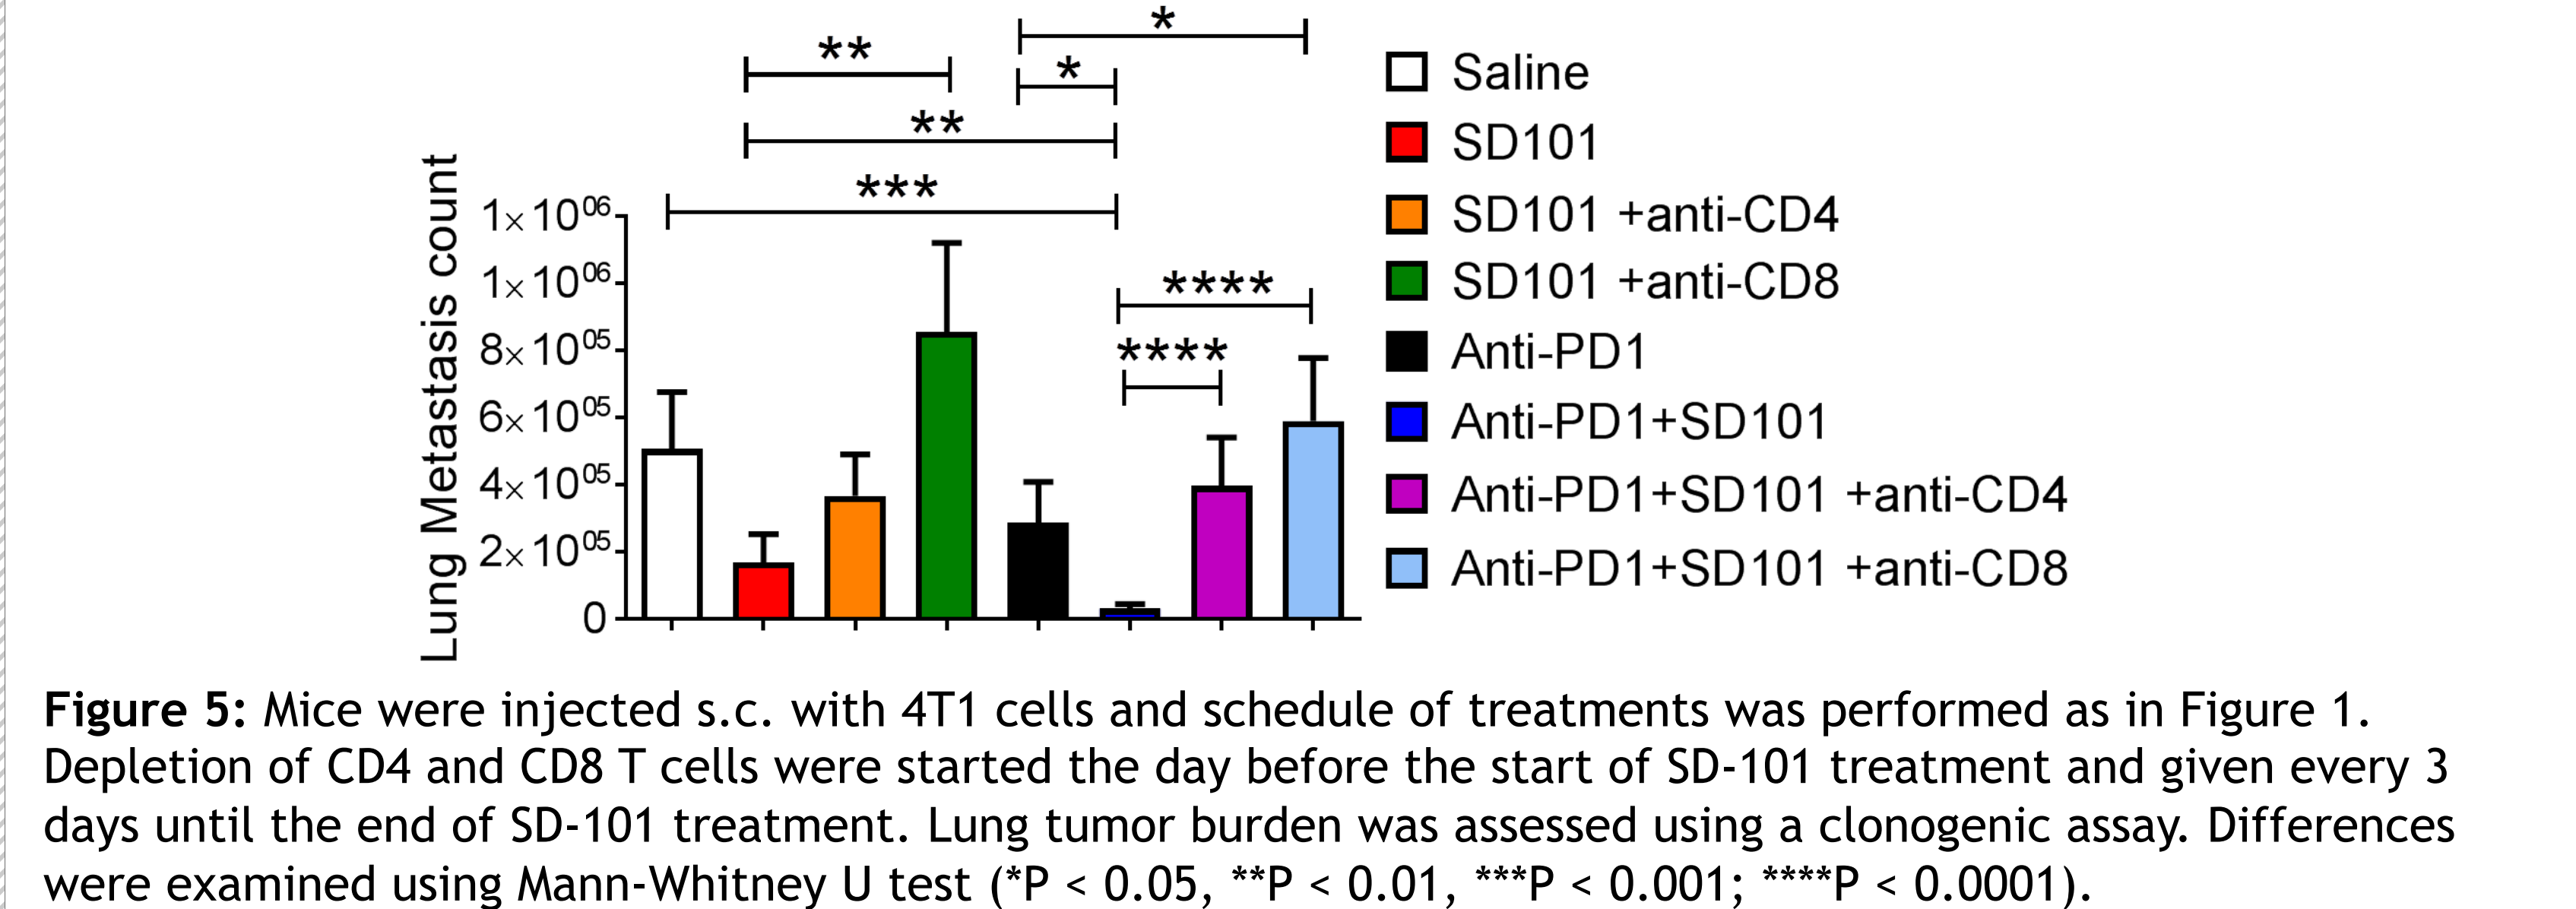 *
**
*
**
***
Lung Metastasis count
1×10⁰⁶
1×10⁰⁶
8×10⁰⁵
6×10⁰⁵
4×10⁰⁵
2×10⁰⁵
0
****
****
Saline
SD101
SD101 +anti-CD4
SD101 +anti-CD8
Anti-PD1
Anti-PD1+SD101
Anti-PD1+SD101 +anti-CD4
Anti-PD1+SD101 +anti-CD8
Figure 5: Mice were injected s.c. with 4T1 cells and schedule of treatments was performed as in Figure 1.
Depletion of CD4 and CD8 T cells were started the day before the start of SD-101 treatment and given every 3
days until the end of SD-101 treatment. Lung tumor burden was assessed using a clonogenic assay. Differences
were examined using Mann-Whitney U test (*P < 0.05, **P < 0.01, ***P < 0.001; ****P < 0.0001).